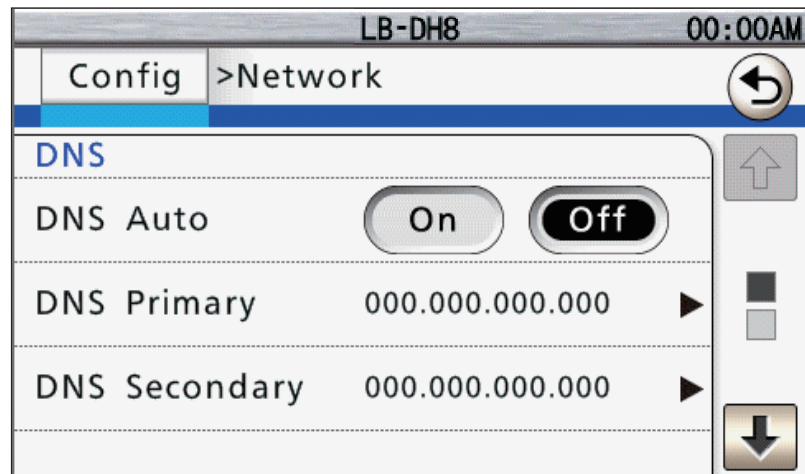 LB-DH8 00:00AM
Config >Network
DNS
DNS Auto On Off
DNS Primary 000.000.000.000
DNS Secondary 000.000.000.000